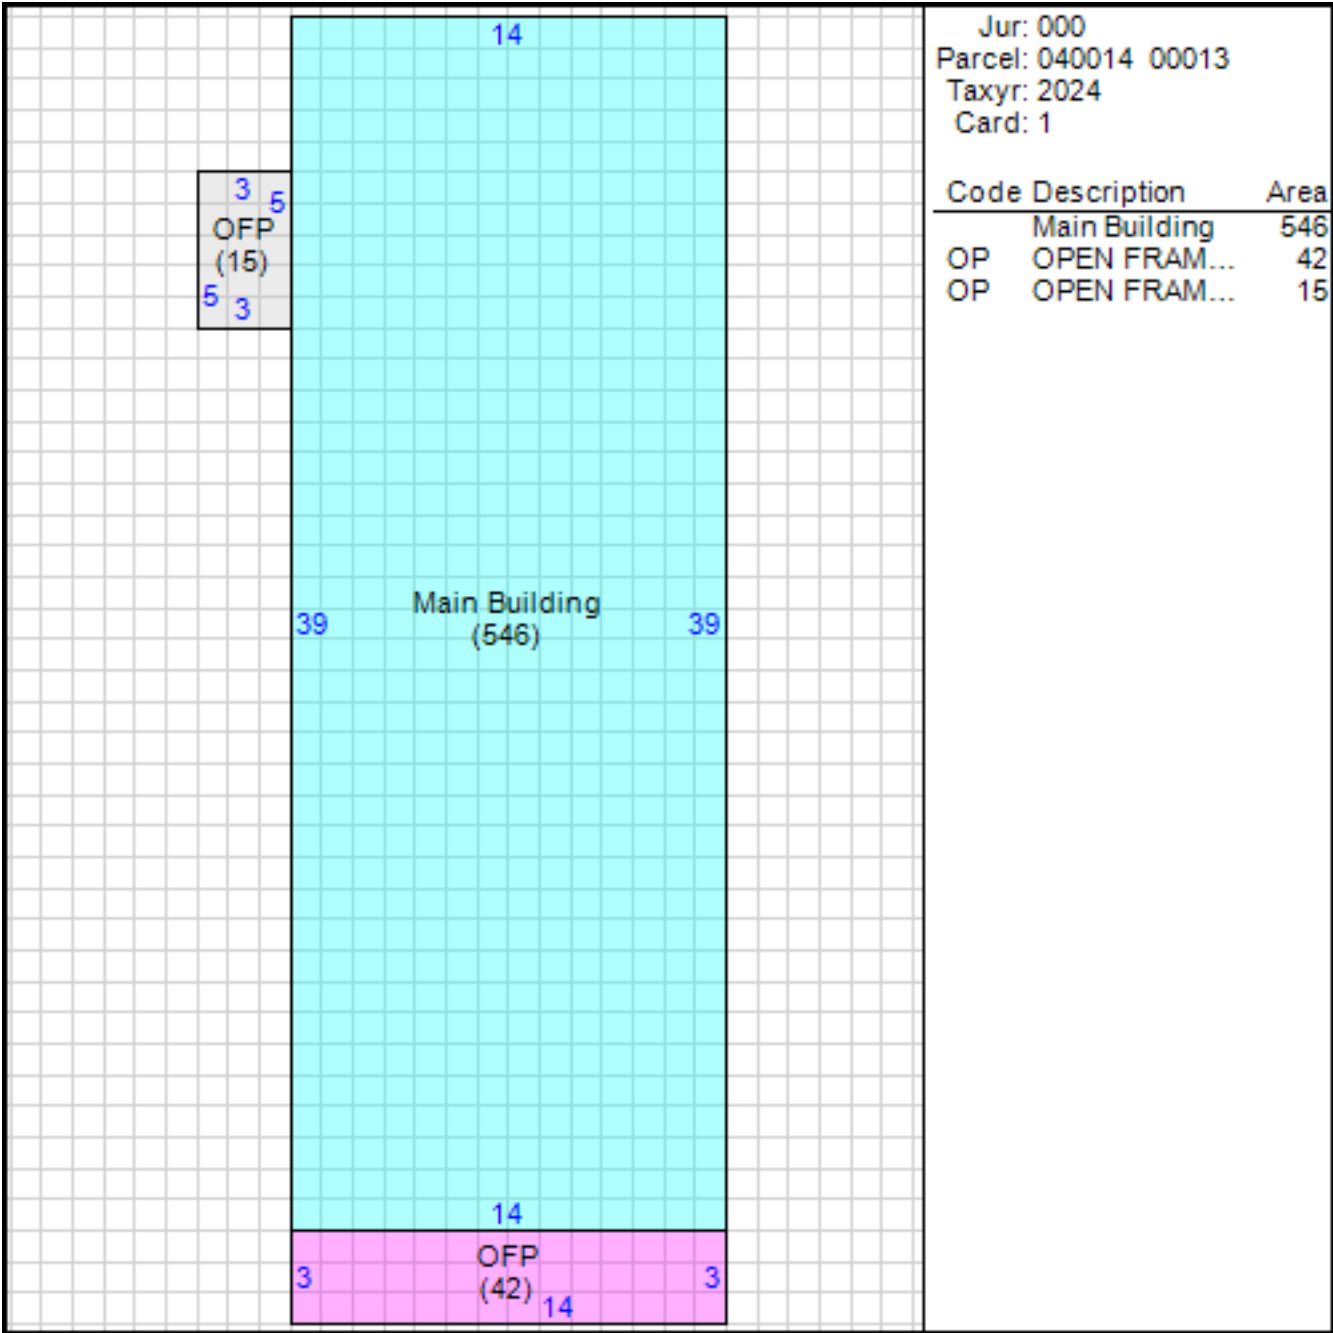 14
3
5
OFP
(15)
5
3
Main Building
(546)
39
39
14
OFP
(42)
3
3
14
Jur: 000
Parcel: 040014 00013
Taxyr: 2024
Card: 1
Code Description Area
Main Building 546
OP OPEN FRAM... 42
OP OPEN FRAM... 15